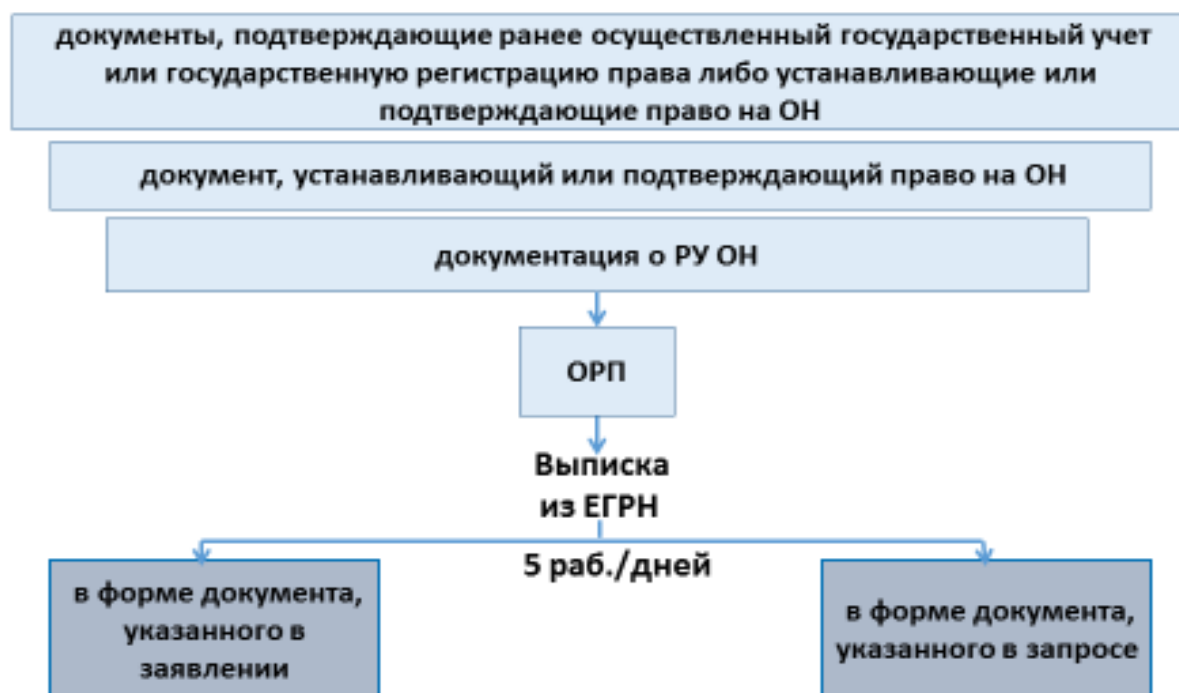 документы, подтверждающие ранее осуществленный государственный учет
или государственную регистрацию права либо устанавливающие или
подтверждающие право на ОН
документ, устанавливающий или подтверждающий право на ОН
документация о РУ ОН
ОРП
Выписка
из ЕГРН
5 раб./дней
в форме документа,
указанного в
заявлении
в форме документа,
указанного в запросе